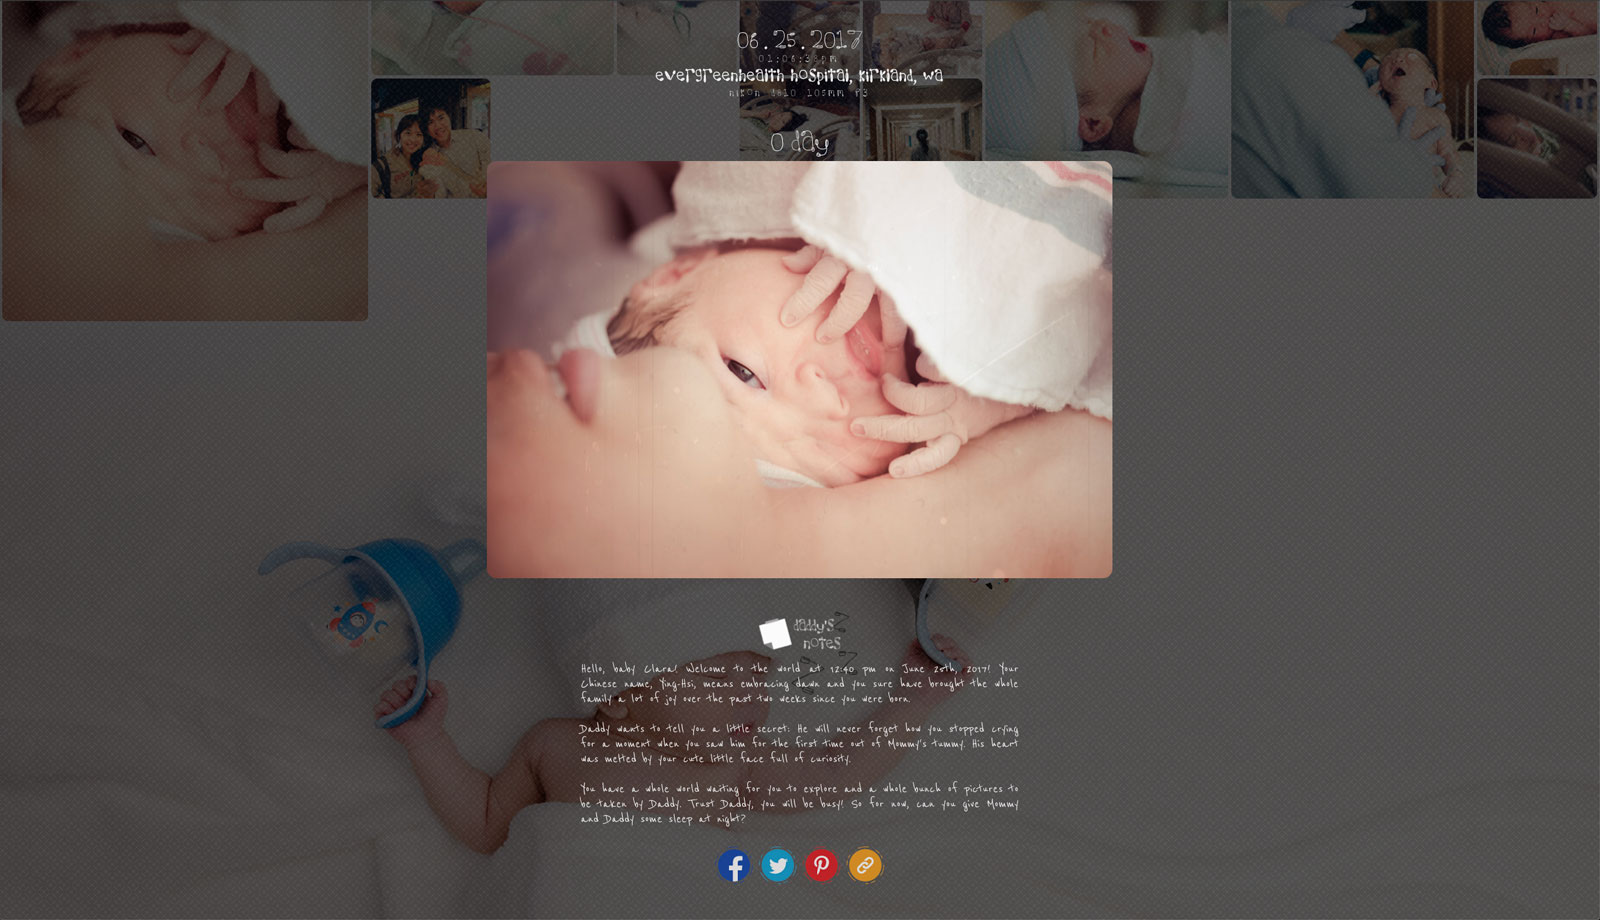 06.25.2017
evergreenhealth hospital, kirkland, wa
nikon d810 105mm f3
0 day
daddy's
notes
Hello, baby Clara! Welcome to the world at 12:40 pm on June 25th, 2017! Your
Chinese name, Ying-Hsi, means embracing dawn and you sure have brought the whole
family a lot of joy over the past two weeks since you were born.
Daddy wants to tell you a little secret: He will never forget how you stopped crying
for a moment when you saw him for the first time out of Mommy's tummy. His heart
was melted by your cute little face full of curiosity.
You have a whole world waiting for you to explore and a whole bunch of pictures to
be taken by Daddy. Trust Daddy, you will be busy! So for now, can you give Mommy
and Daddy some sleep at night?